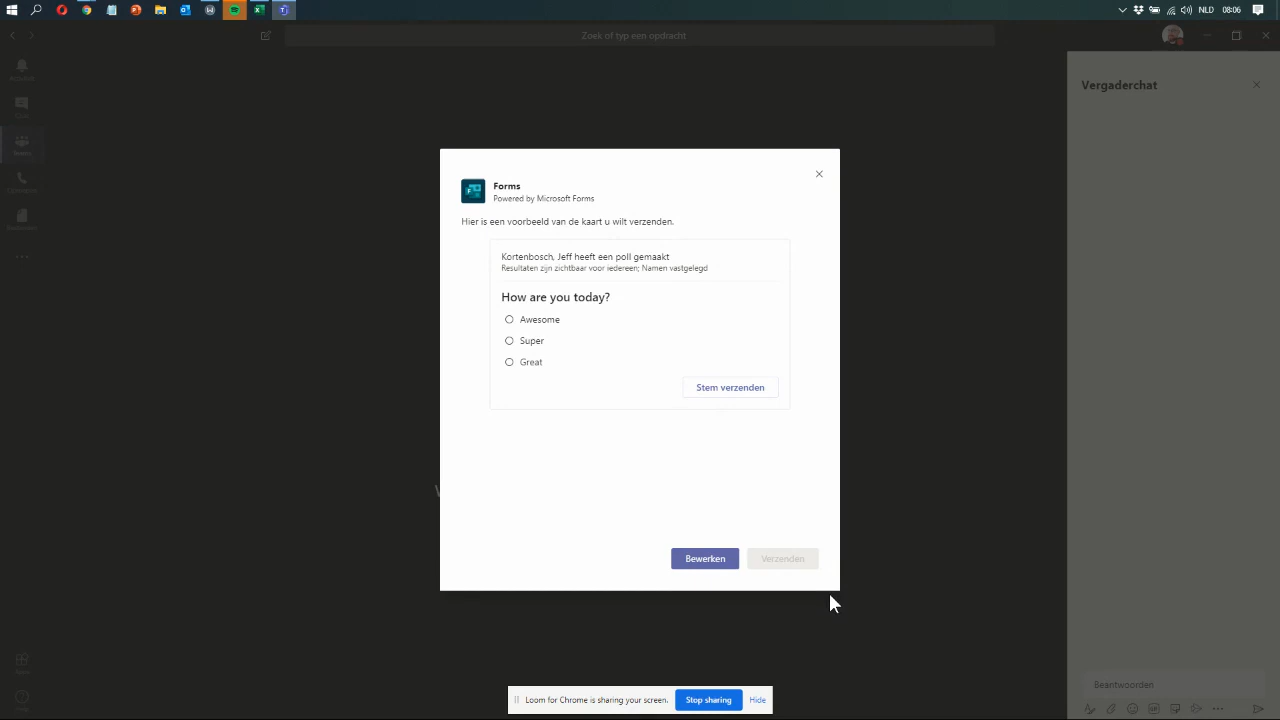 NLD 08:06
Zoek of typ een opdracht
Vergaderchat
Forms
Powered by Microsoft Forms
Hier is een voorbeeld van de kaart u wilt verzenden.
Kortenbosch, Jeff heeft een poll gemaakt
Resultaten zijn zichtbaar voor iedereen; Namen vastgelegd
How are you today?
Awesome
Super
Great
Stem verzenden
Bewerken Verzenden
Beantwoorden
Loom for Chrome is sharing your screen. Stop sharing Hide